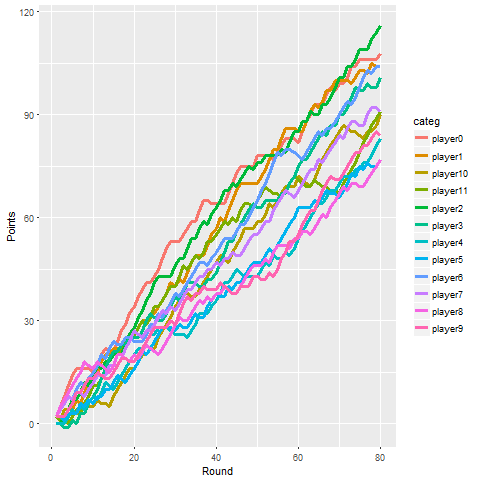 120
90
60
30
0
Points
0
20
40
60
80
Round
categ
player0
player1
player10
player11
player2
player3
player4
player5
player6
player7
player8
player9